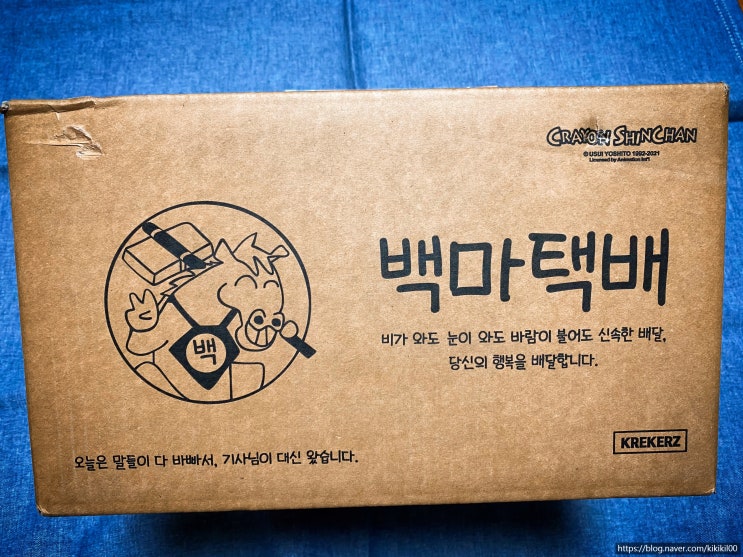 CRAYON SHINCHAN
© USUI YOSHITO 1992-2021
Licensed by Animation Int'l
백마택배
비가 와도 눈이 와도 바람이 불어도 신속한 배달,
당신의 행복을 배달합니다.
백
KREKERZ
오늘은 말들이 다 바빠서, 기사님이 대신 왔습니다.
https://blog.naver.com/kikikil00